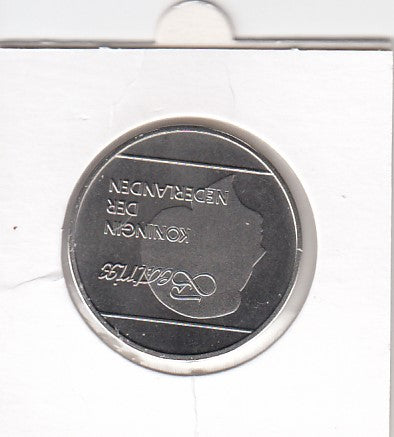 Beatrix
KONINGIN
DER
NEDERLANDEN